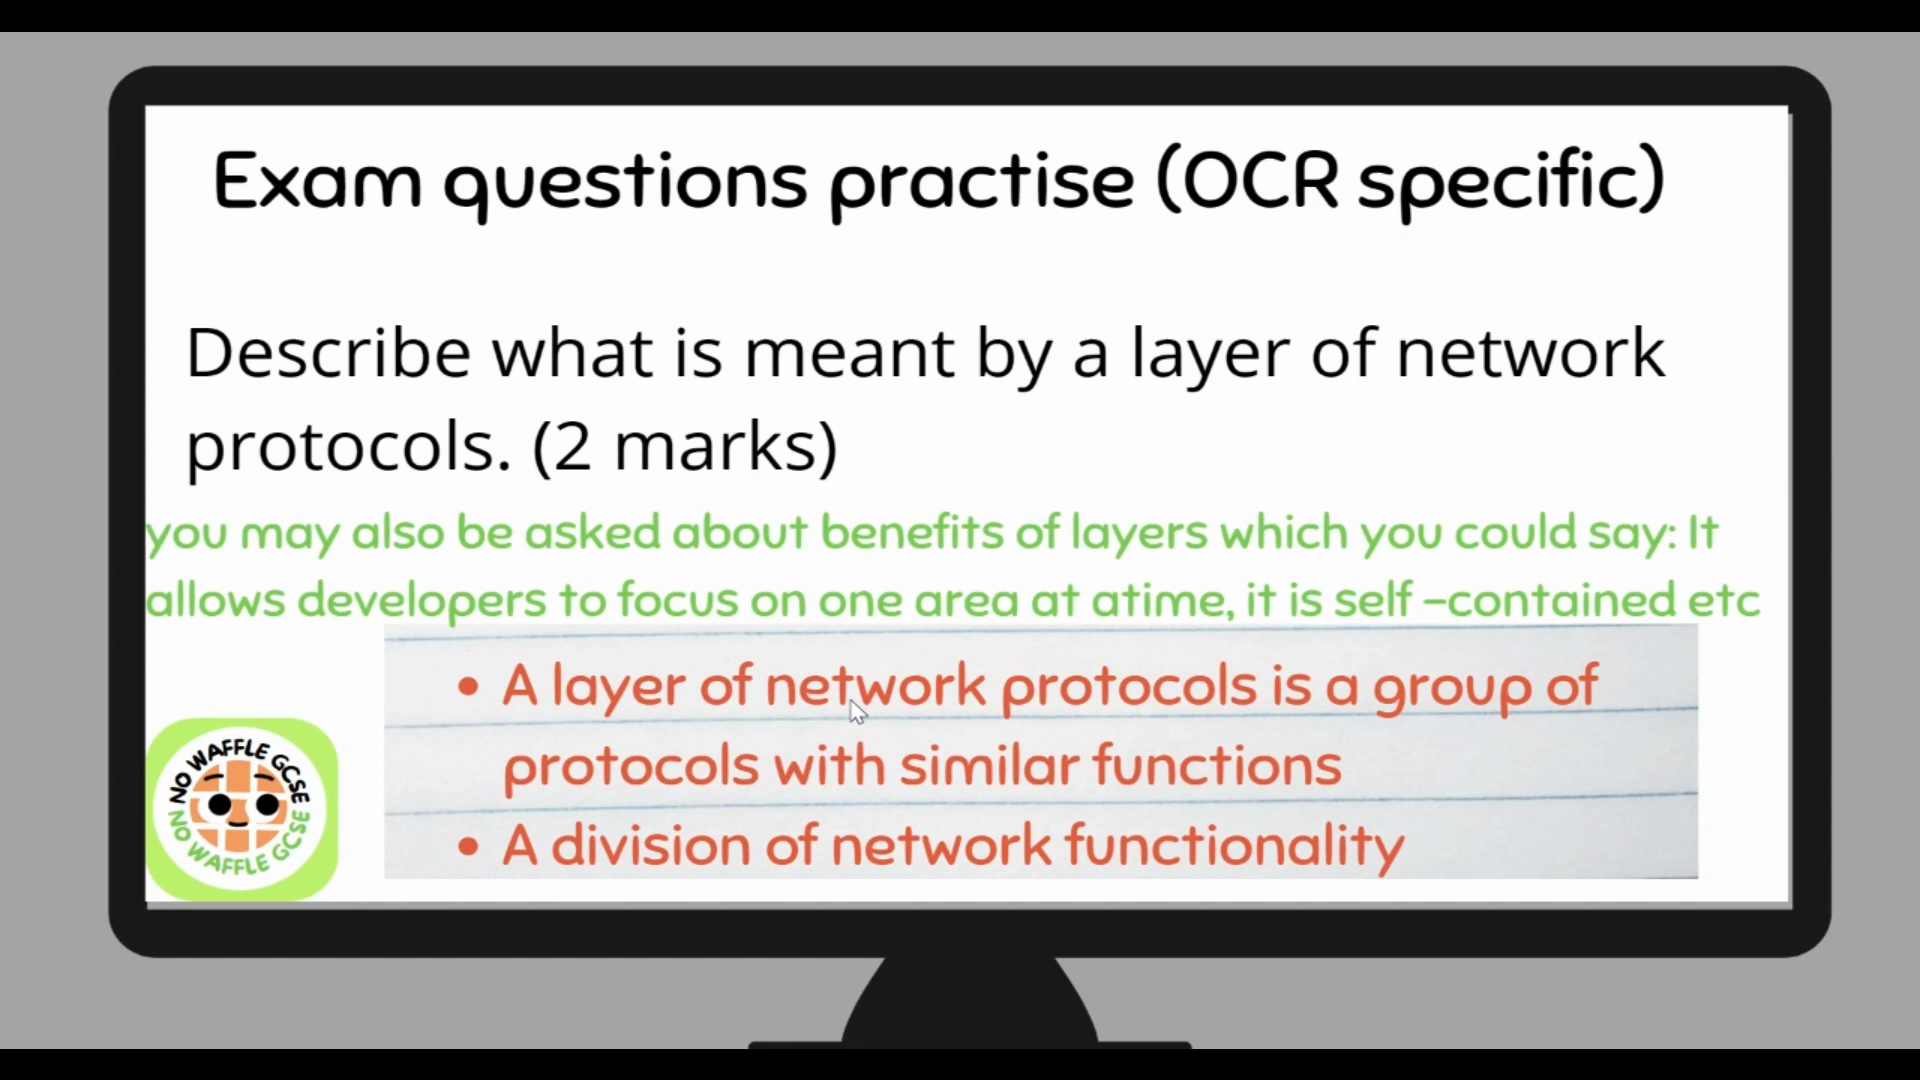 Exam questions practise (OCR specific)
Describe what is meant by a layer of network
protocols. (2 marks)
you may also be asked about benefits of layers which you could say: It
allows developers to focus on one area at atime, it is self-contained etc
• A layer of network protocols is a group of
protocols with similar functions
• A division of network functionality
NO WAFFLE GCSE
NO WAFFLE GCSE